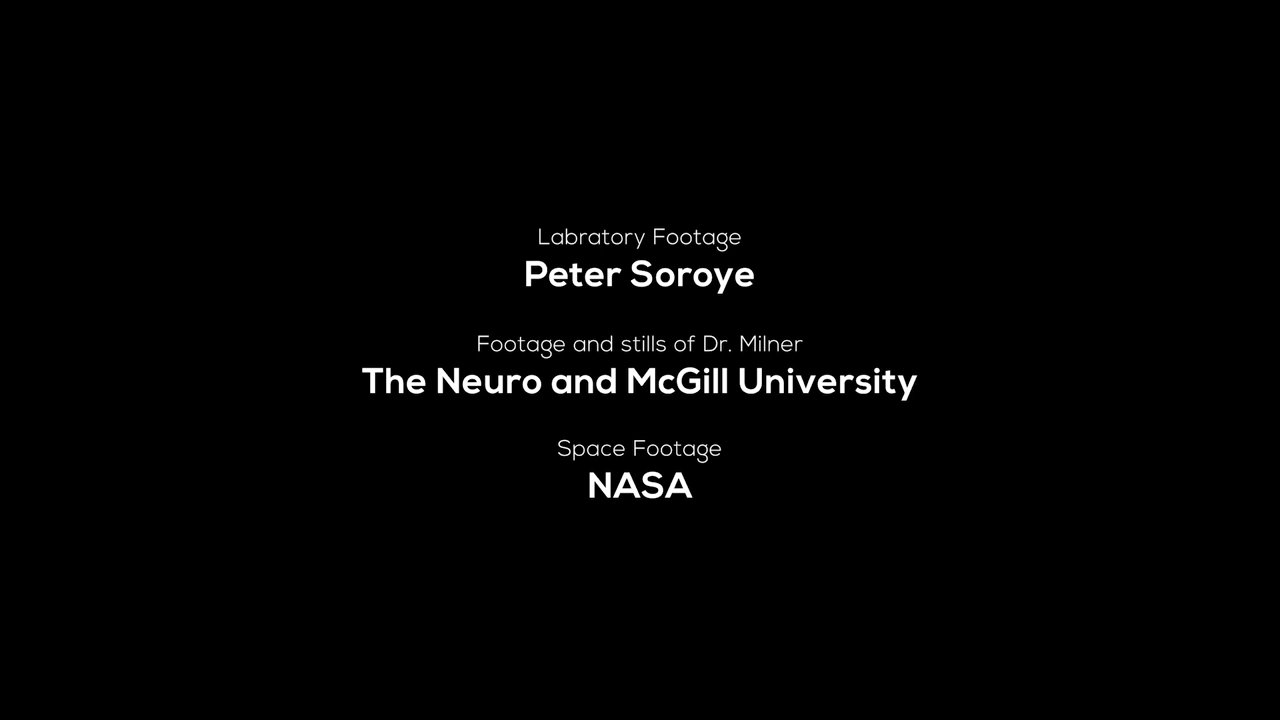 Labratory Footage
Peter Soroye
Footage and stills of Dr. Milner
The Neuro and McGill University
Space Footage
NASA